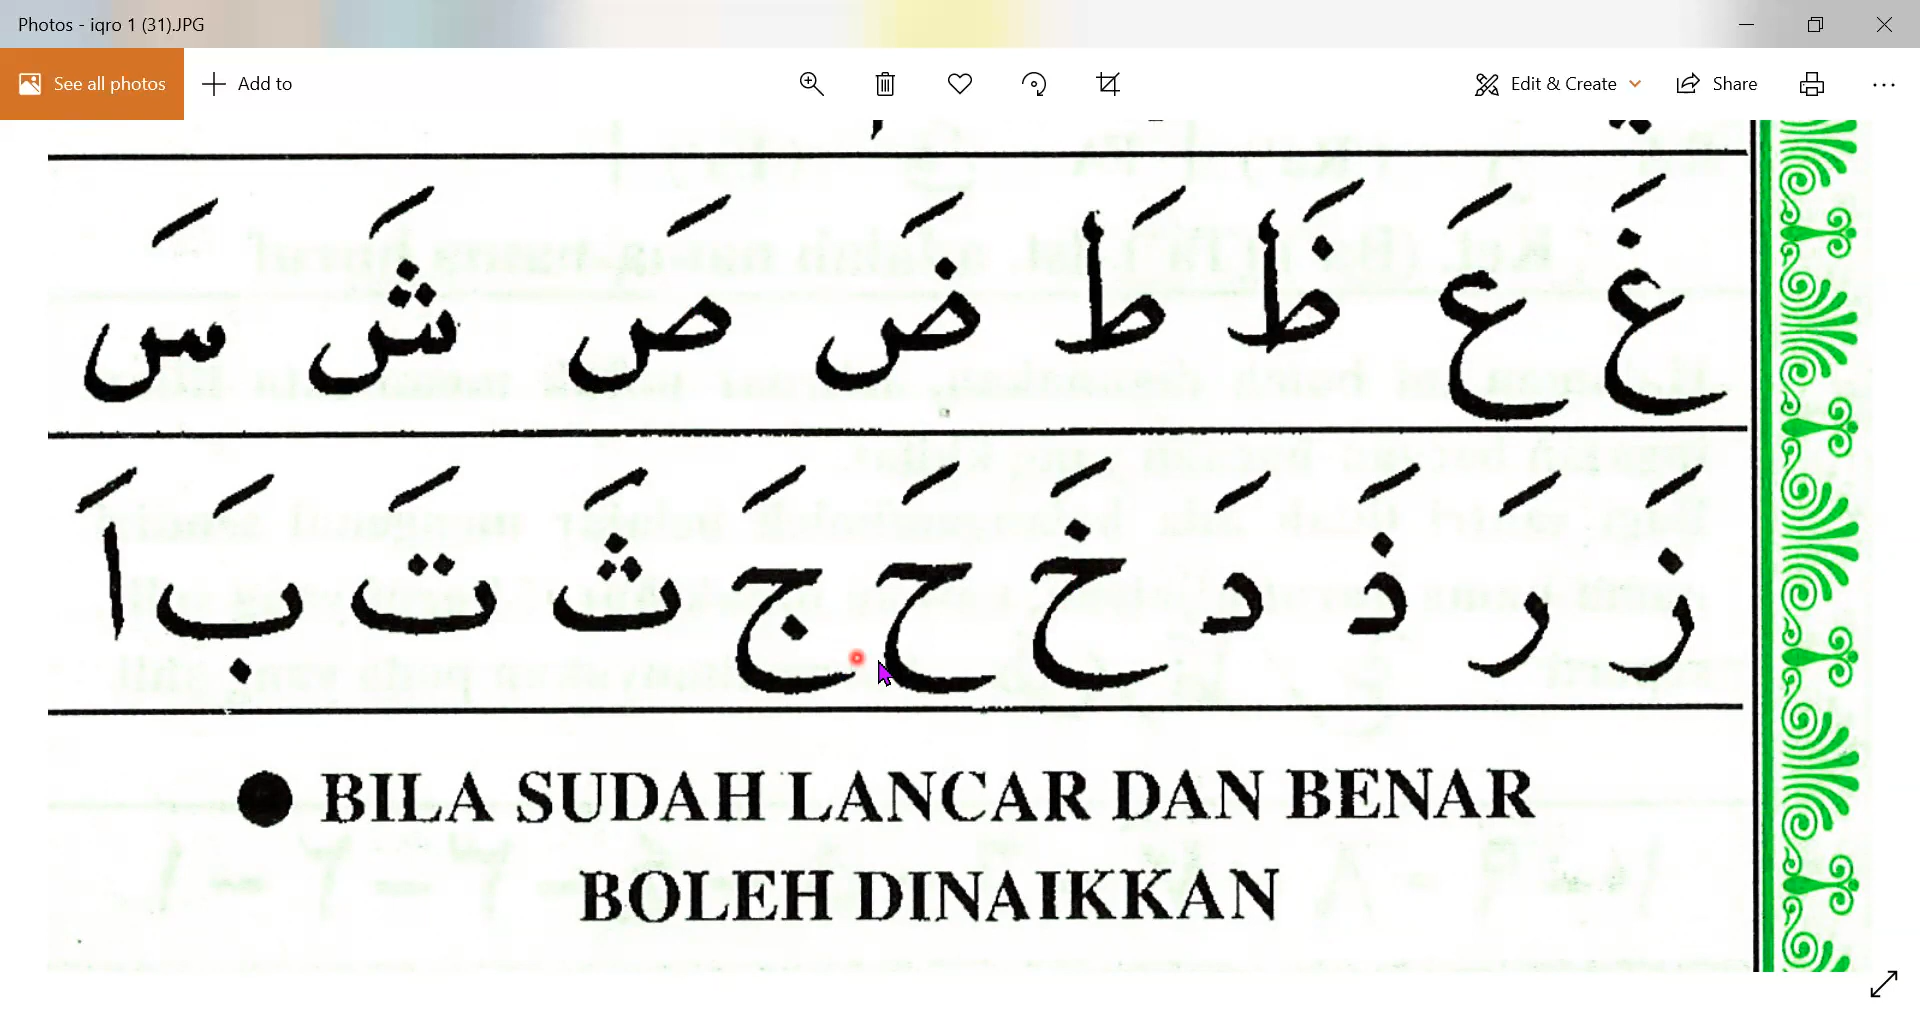 Photos - iqro 1 (31).JPG
See all photos
Add to
Edit & Create
Share
غَ عَ ظَ طَ ضَ صَ شَ سَ
زَ رَ ذَ دَ خَ حَ جَ ثَ تَ بَ اَ
● BILA SUDAH LANCAR DAN BENAR
BOLEH DINAIKKAN